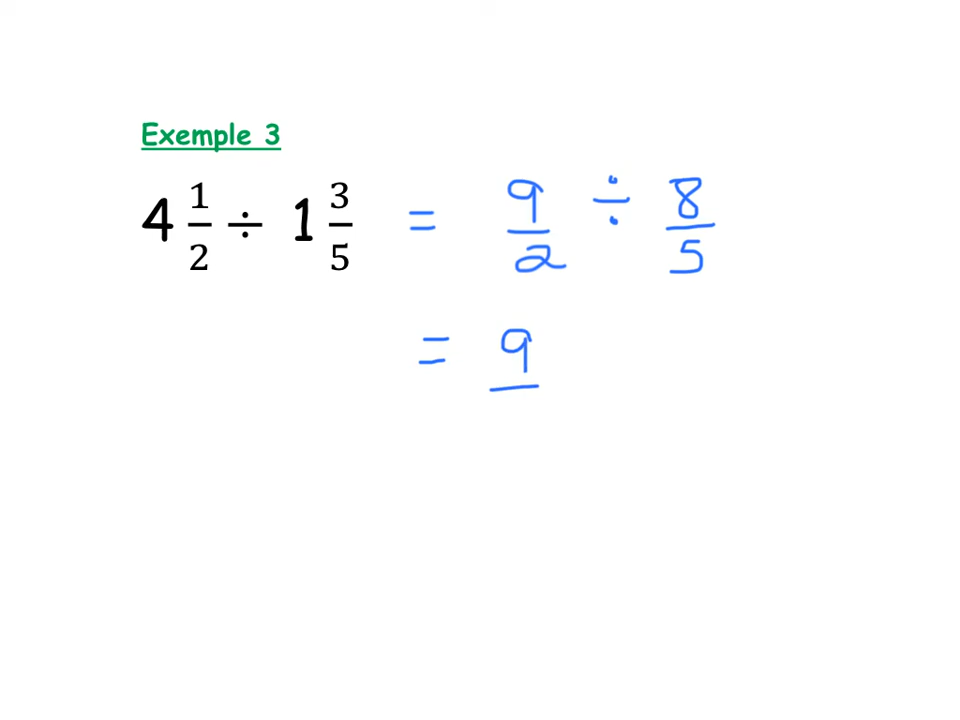 Exemple 3
4 1/2 ÷ 1 3/5 = 9/2 ÷ 8/5
= 9